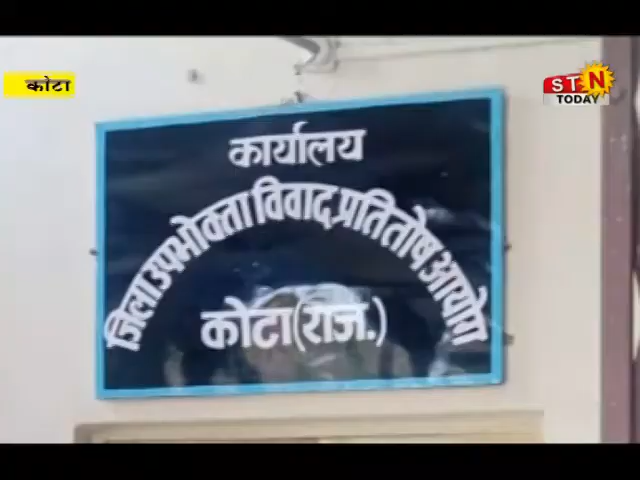 कोटा
STN
TODAY
कार्यालय
जिला उपभोक्ता विवाद प्रतितोष आयोग
कोटा(राज.)